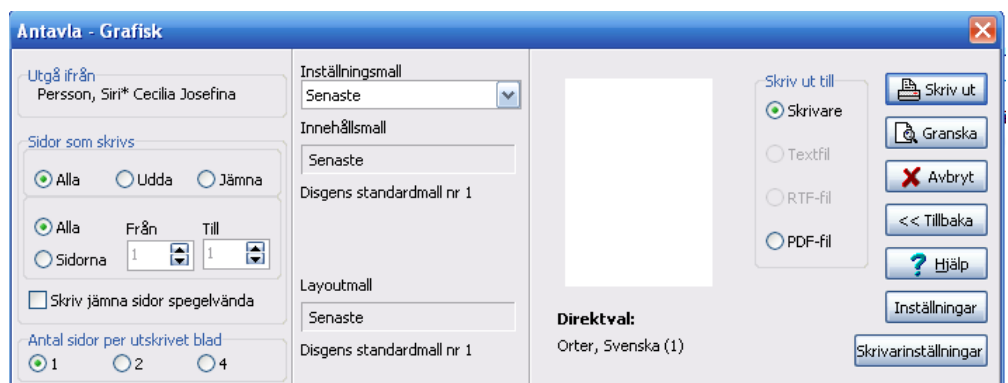 Antavla - Grafisk
Utgå ifrån
Persson, Siri* Cecilia Josefina
Sidor som skrivs
Alla Udda Jämna
Alla Från Till
Sidorna 1 1
Skriv jämna sidor spegelvända
Antal sidor per utskrivet blad
1 2 4
Inställningsmall
Senaste
Innehållsmall
Senaste
Disgens standardmall nr 1
Layoutmall
Senaste
Disgens standardmall nr 1
Direktval:
Orter, Svenska (1)
Skriv ut till
Skrivare
Textfil
RTF-fil
PDF-fil
Skriv ut
Granska
Avbryt
<< Tillbaka
Hjälp
Inställningar
Skrivarinställningar